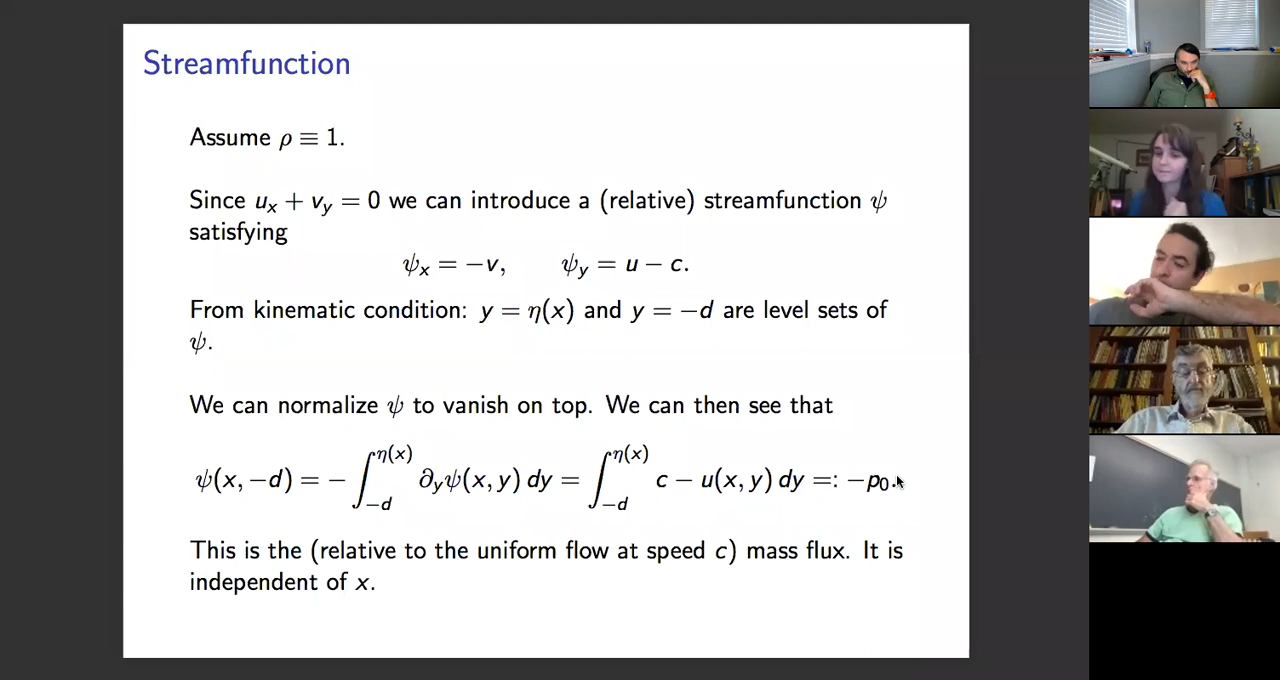 Streamfunction
Assume ρ ≡ 1.
Since u_x + v_y = 0 we can introduce a (relative) streamfunction ψ
satisfying
ψ_x = −v,   ψ_y = u − c.
From kinematic condition: y = η(x) and y = −d are level sets of
ψ.
We can normalize ψ to vanish on top. We can then see that
ψ(x, −d) = − ∫_{−d}^{η(x)} ∂_yψ(x, y) dy = ∫_{−d}^{η(x)} c − u(x, y) dy =: −p_0.
This is the (relative to the uniform flow at speed c) mass flux. It is
independent of x.